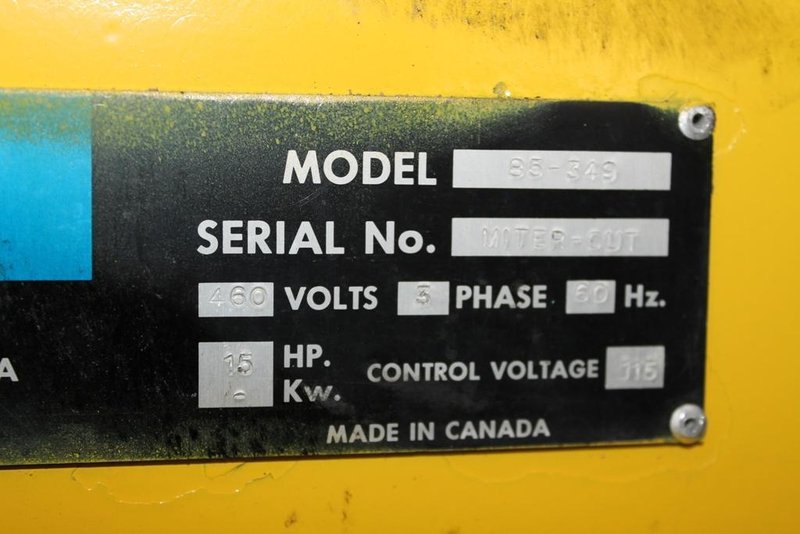 MODEL 85-349
SERIAL No. MITER-CUT
460 VOLTS 3 PHASE 60 Hz.
15 HP.
- Kw.
CONTROL VOLTAGE 115
A
MADE IN CANADA